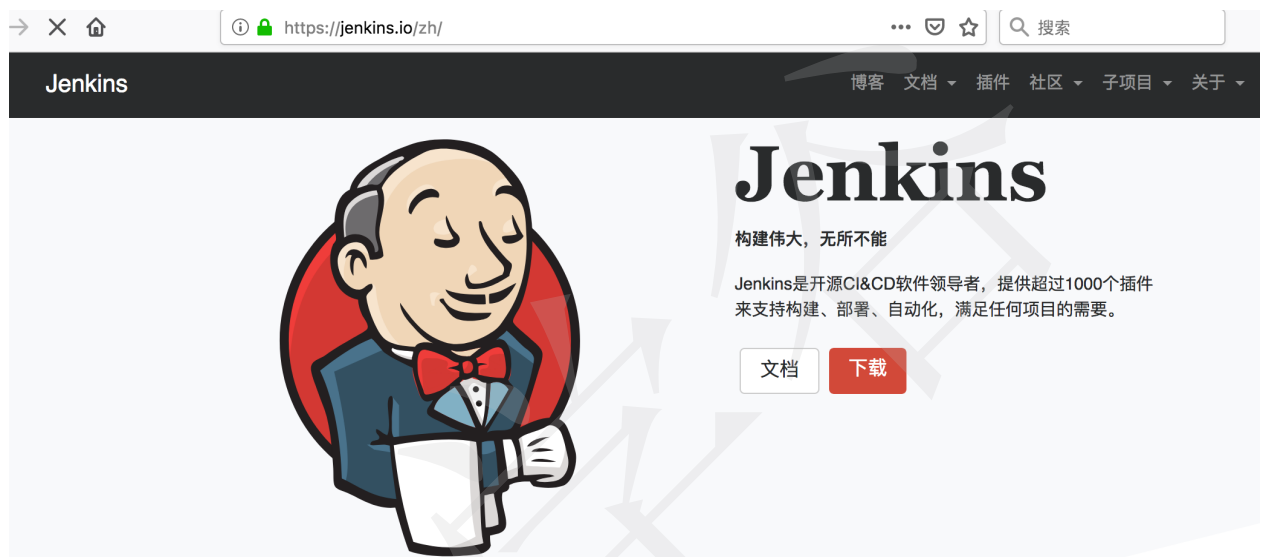 https://jenkins.io/zh/
搜索
Jenkins
博客 文档 插件 社区 子项目 关于
Jenkins
构建伟大，无所不能
Jenkins是开源CI&CD软件领导者，提供超过1000个插件
来支持构建、部署、自动化，满足任何项目的需要。
文档 下载